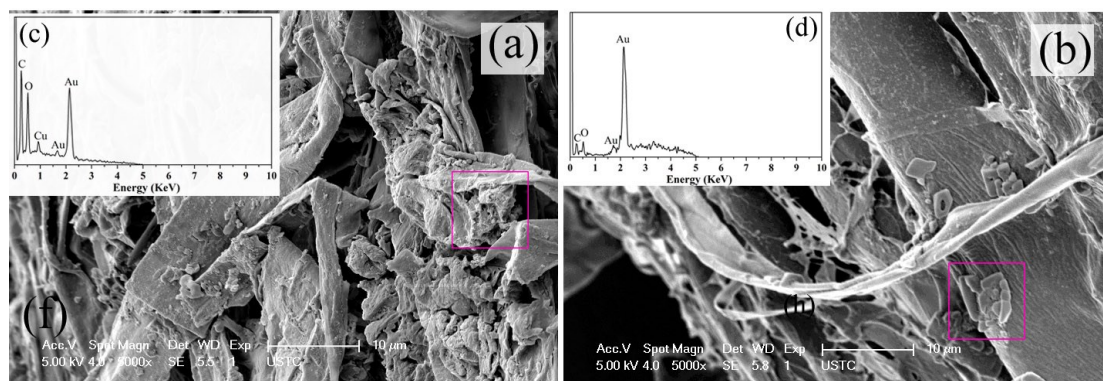 (c)
C
O
Cu
Au
Au
0 1 2 3 4 5 6 7 8 9 10
Energy (KeV)
(a)
(f)
Acc.V Spot Magn Det WD Exp
5.00 kV 4.0 5000x SE 5.5 1 USTC
10 µm
(d)
C
O
Au
Au
0 1 2 3 4 5 6 7 8 9 10
Energy (KeV)
(b)
Acc.V Spot Magn Det WD Exp
5.00 kV 4.0 5000x SE 5.8 1 USTC
10 µm